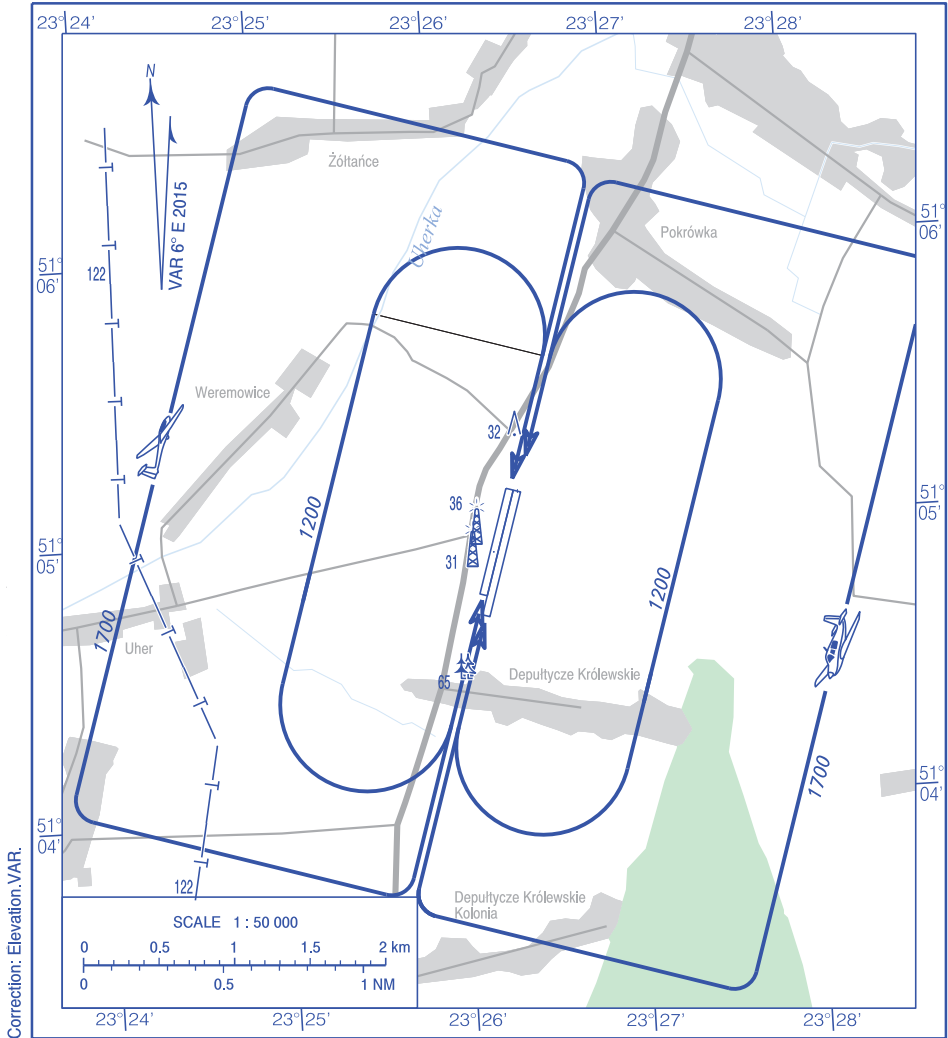 23° 24'
23° 25'
23° 26'
23° 27'
23° 28'
N
VAR 6° E 2015
Żółtańce
Uherka
Pokrówka
51°
06'
51°
06'
122
Weremowice
32
36
31
51°
05'
51°
05'
1200
1200
1700
Uher
65
Depułtycze Królewskie
1700
51°
04'
51°
04'
122
Depułtycze Królewskie
Kolonia
SCALE 1 : 50 000
0 0.5 1 1.5 2 km
0 0.5 1 NM
23° 24'
23° 25'
23° 26'
23° 27'
23° 28'
Correction: Elevation.VAR.